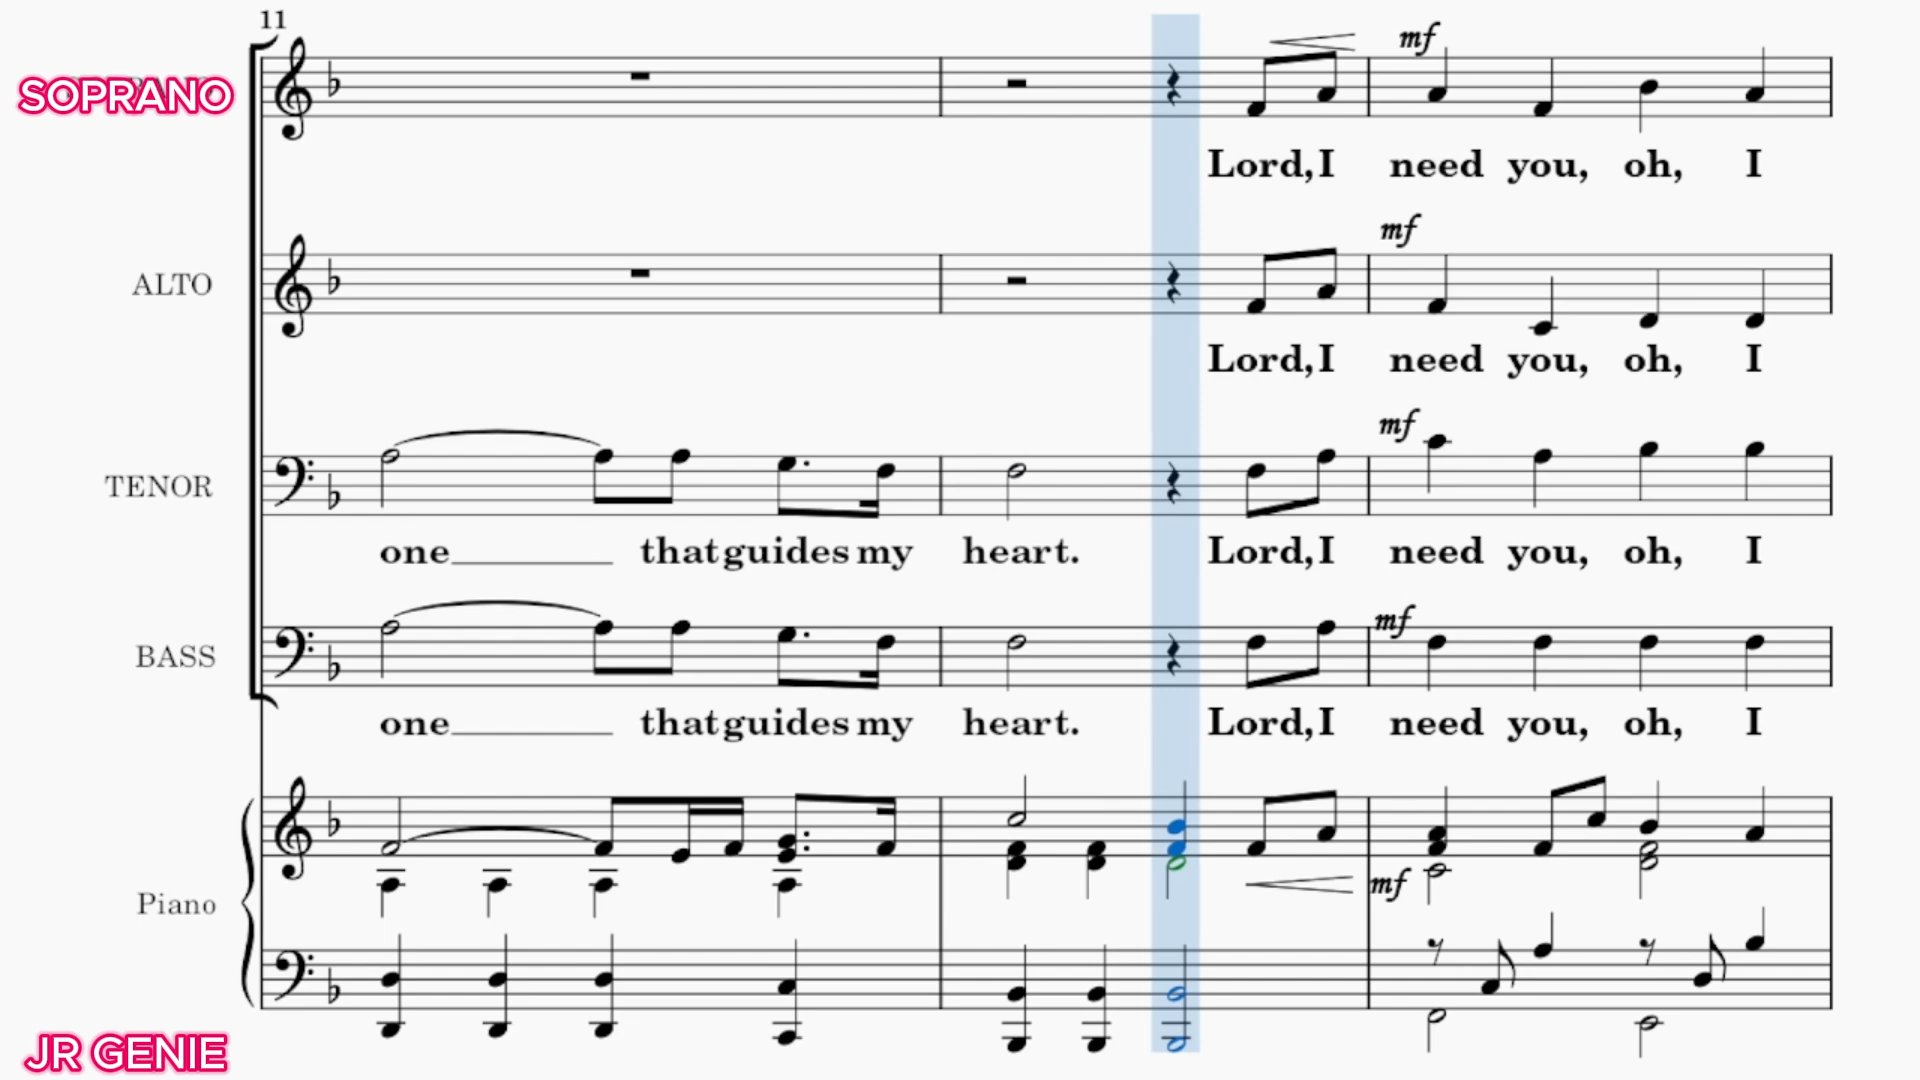 11
mf
SOPRANO
Lord, I need you, oh, I
mf
ALTO
Lord, I need you, oh, I
mf
TENOR
one that guides my heart. Lord, I need you, oh, I
mf
BASS
one that guides my heart. Lord, I need you, oh, I
mf
Piano
JR GENIE